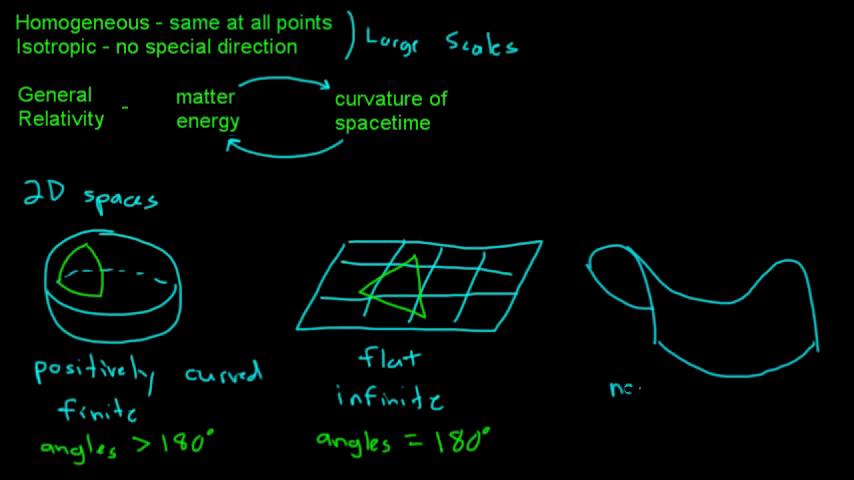 Homogeneous - same at all points
Isotropic - no special direction
) Large Scales
General Relativity - matter energy
curvature of spacetime
2D spaces
positively curved
finite
angles > 180°
flat
infinite
angles = 180°